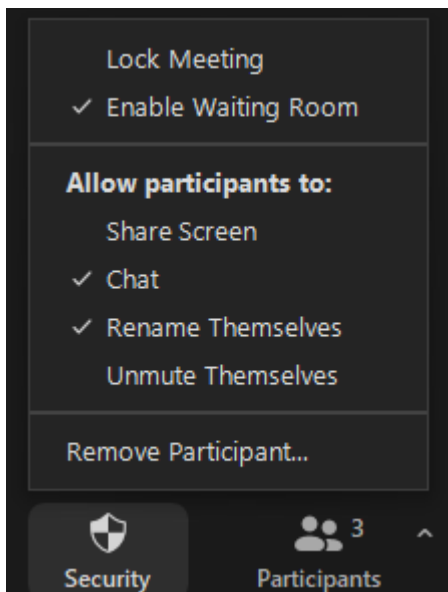 Lock Meeting
✓ Enable Waiting Room
Allow participants to:
Share Screen
✓ Chat
✓ Rename Themselves
Unmute Themselves
Remove Participant...
3
Security Participants